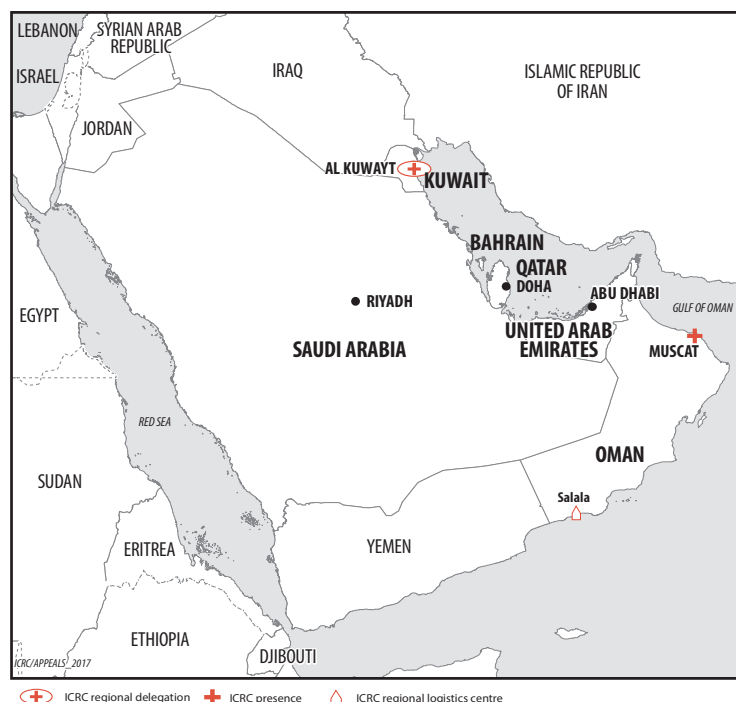 LEBANON
SYRIAN ARAB
REPUBLIC
IRAQ
ISLAMIC REPUBLIC
OF IRAN
ISRAEL
JORDAN
AL KUWAYT
KUWAIT
BAHRAIN
QATAR
DOHA
ABU DHABI
RIYADH
GULF OF OMAN
EGYPT
UNITED ARAB
EMIRATES
SAUDI ARABIA
MUSCAT
RED SEA
OMAN
SUDAN
Salala
YEMEN
ERITREA
ETHIOPIA
DJIBOUTI
ICRC/APPEALS_2017
ICRC regional delegation ICRC presence ICRC regional logistics centre